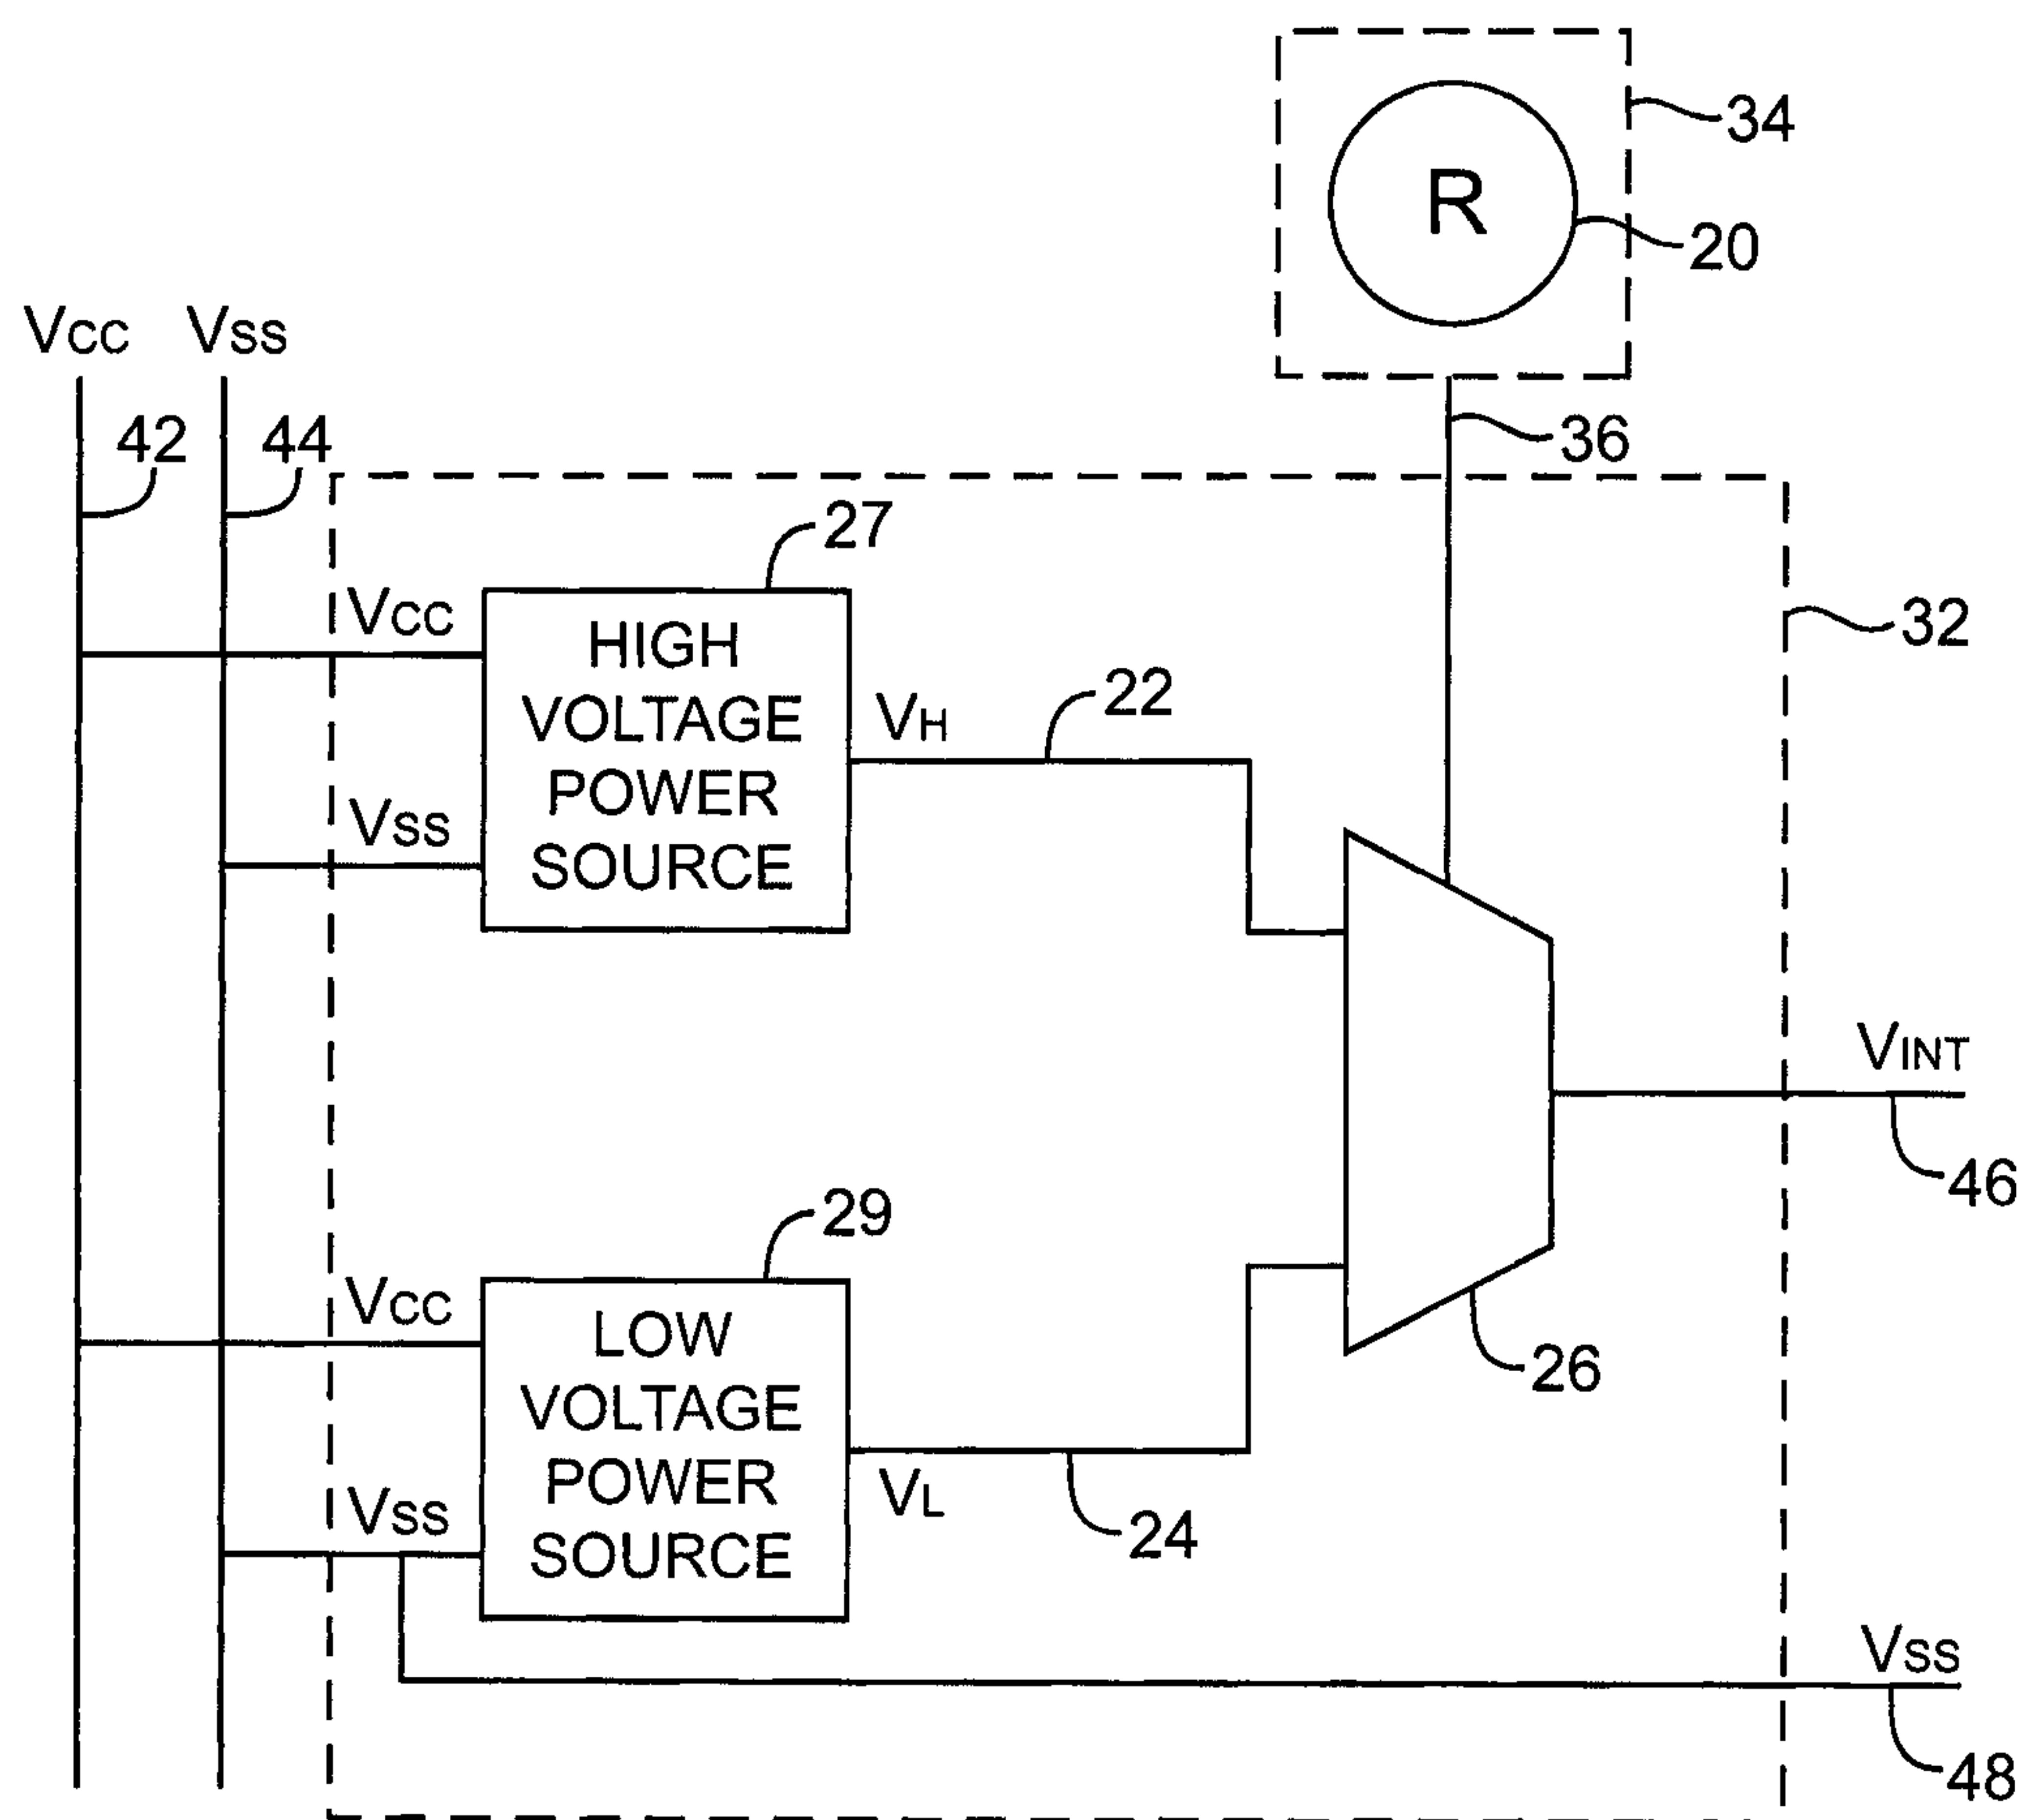 34
R
20
VCC VSS
42 44 36
27
32
VCC
HIGH
VOLTAGE
POWER
SOURCE
VH
22
VSS
VINT
46
29
VCC
LOW
VOLTAGE
POWER
SOURCE
26
VL
24
VSS
VSS
48